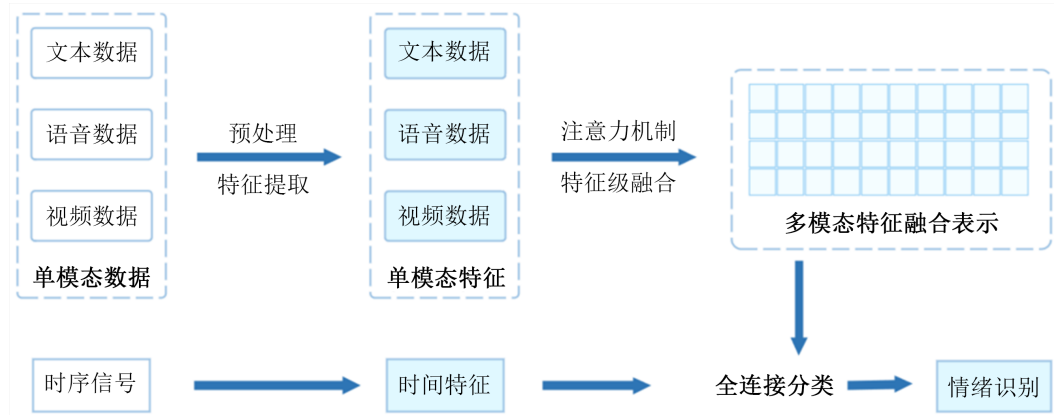 文本数据
语音数据
视频数据
单模态数据
预处理
特征提取
文本数据
语音数据
视频数据
单模态特征
注意力机制
特征级融合
多模态特征融合表示
时序信号
时间特征
全连接分类
情绪识别